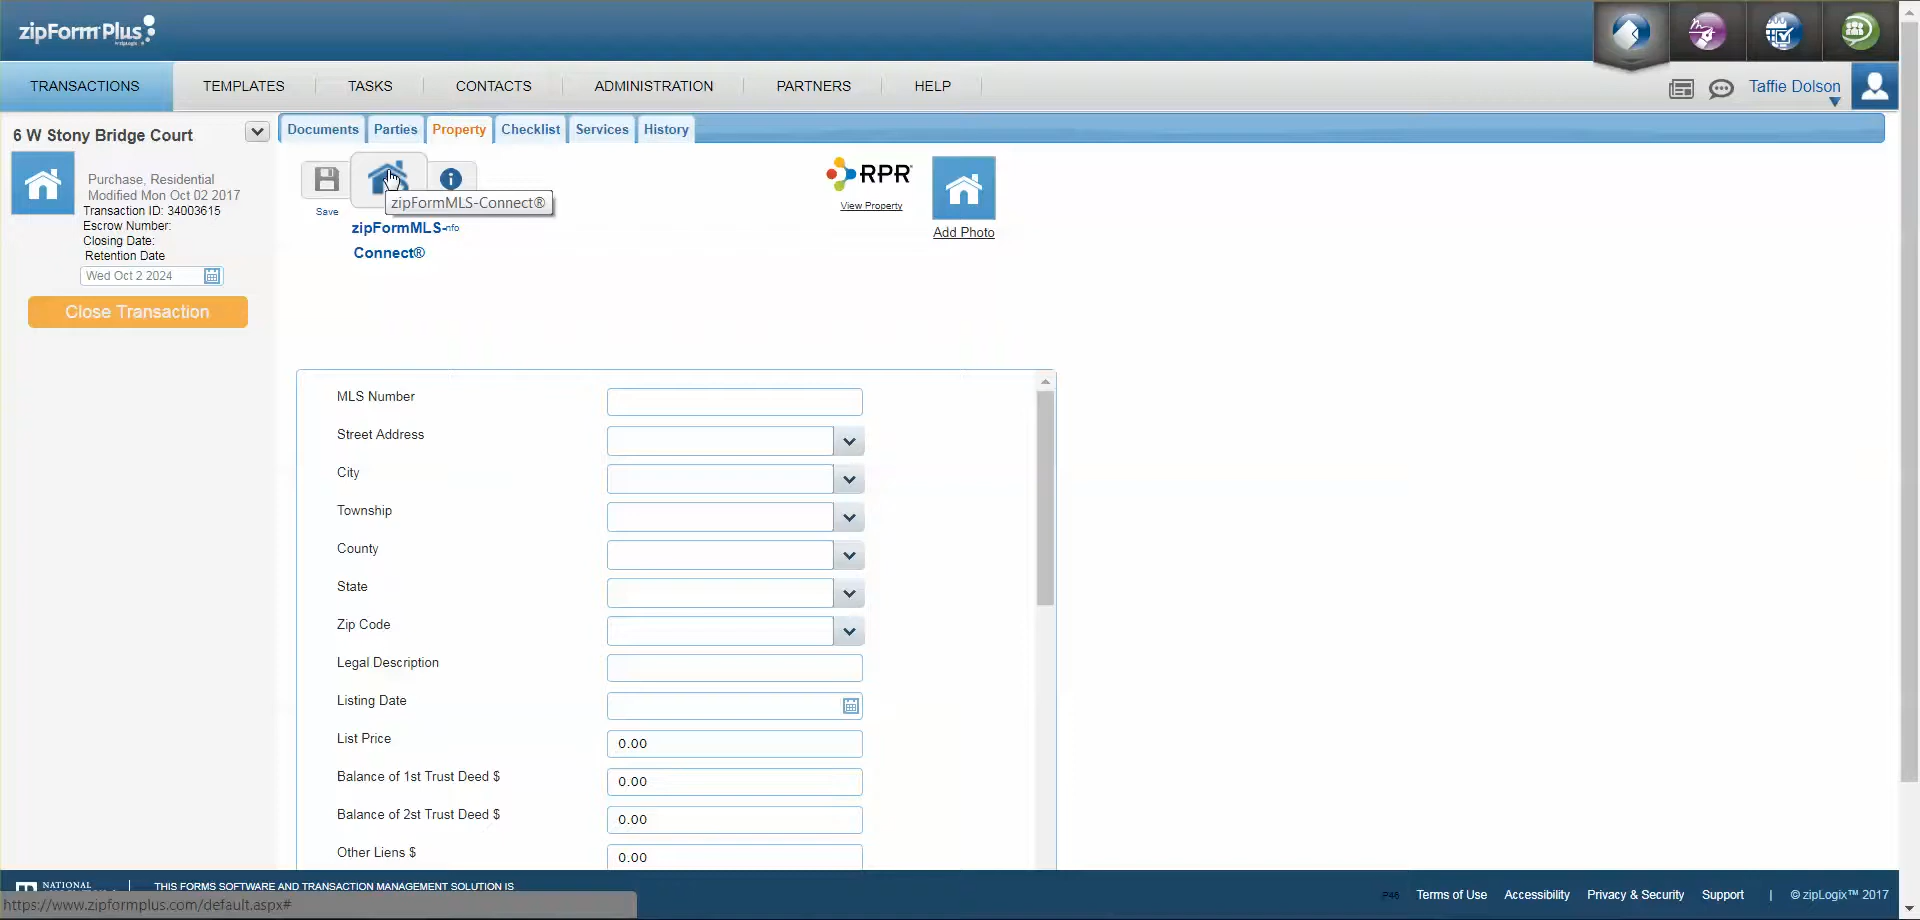 zipForm Plus
by zipLogix
TRANSACTIONS
TEMPLATES
TASKS
CONTACTS
ADMINISTRATION
PARTNERS
HELP
Taffie Dolson
6 W Stony Bridge Court
Purchase, Residential
Modified Mon Oct 02 2017
Transaction ID: 34003615
Escrow Number:
Closing Date:
Retention Date
Wed Oct 2 2024
Close Transaction
Documents
Parties
Property
Checklist
Services
History
Save
zipFormMLS-Connect®
zipFormMLS-
Connect®
nfo
RPR
View Property
Add Photo
MLS Number
Street Address
City
Township
County
State
Zip Code
Legal Description
Listing Date
List Price
0.00
Balance of 1st Trust Deed $
0.00
Balance of 2st Trust Deed $
0.00
Other Liens $
0.00
NATIONAL
THIS FORMS SOFTWARE AND TRANSACTION MANAGEMENT SOLUTION IS
https://www.zipformplus.com/default.aspx#
Terms of Use
Accessibility
Privacy & Security
Support
|
© zipLogix™ 2017